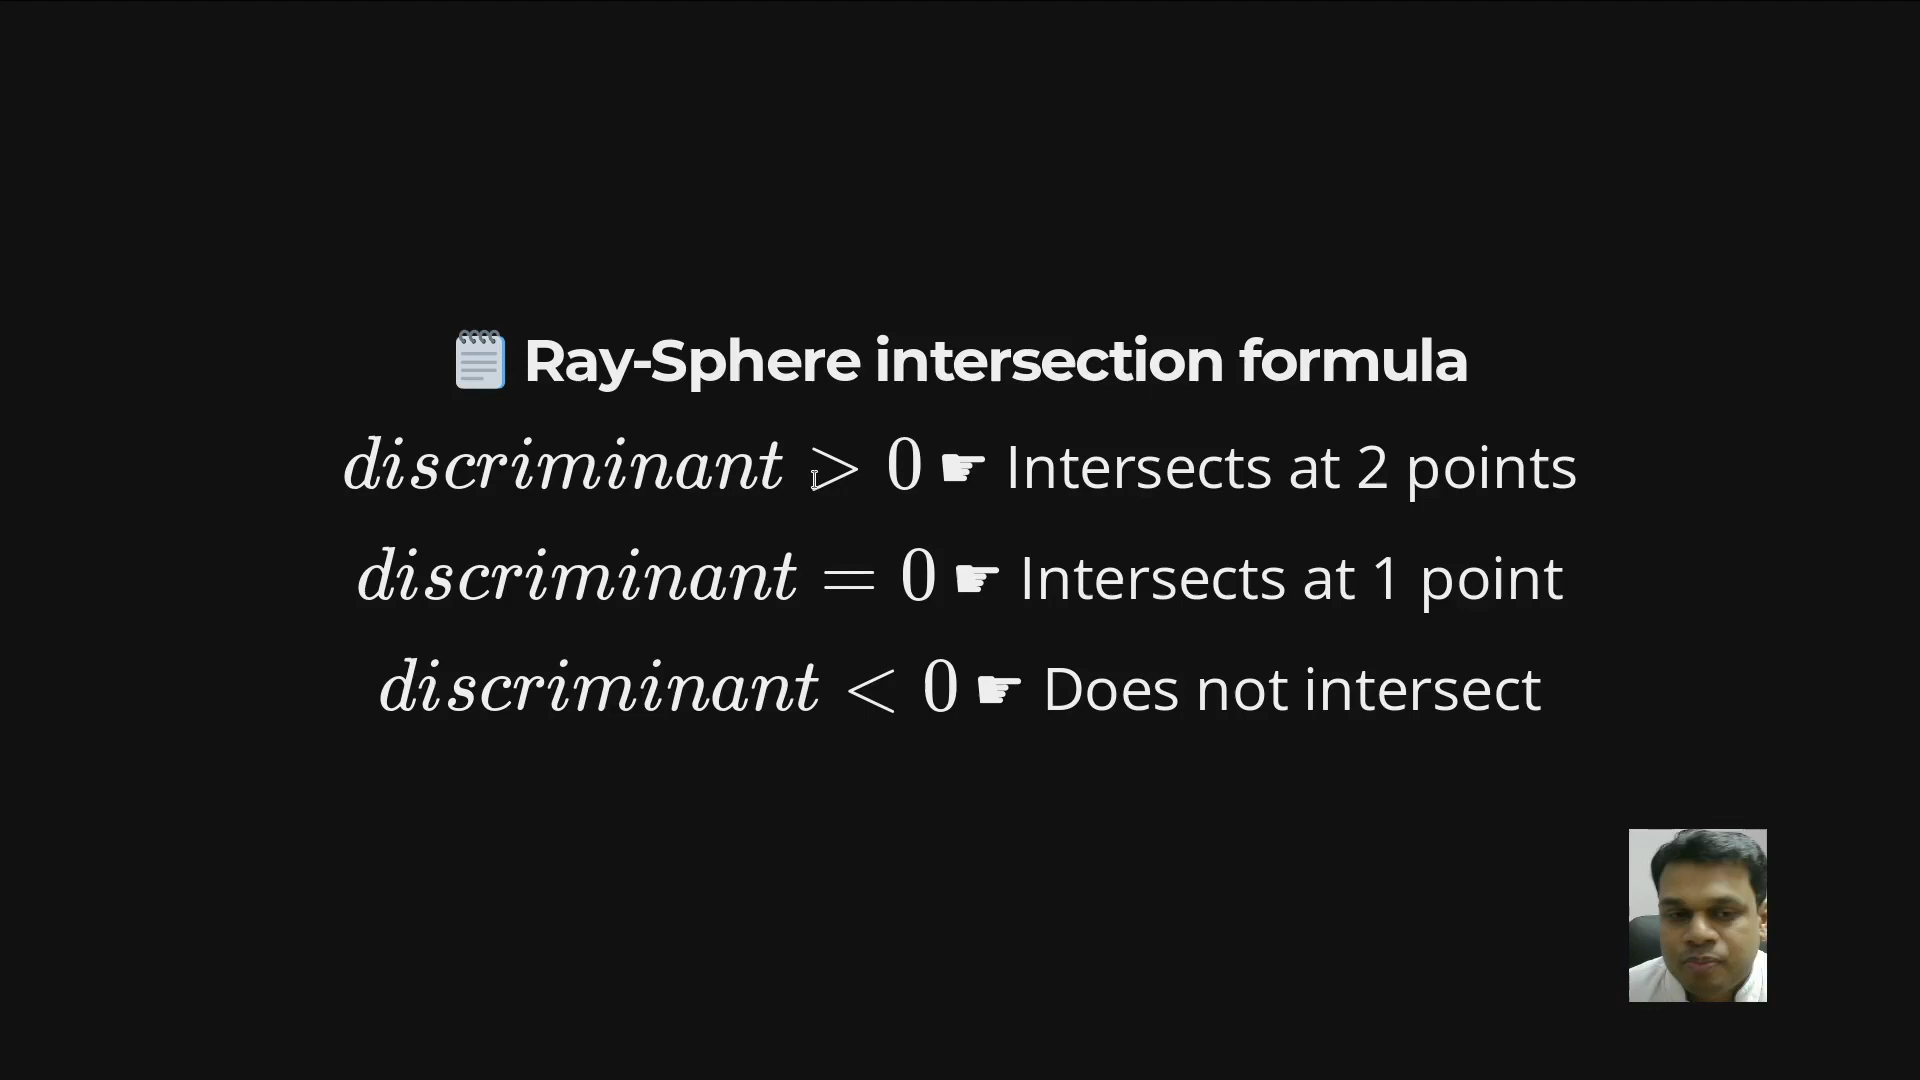 🗒️ Ray-Sphere intersection formula
discriminant > 0 ☛ Intersects at 2 points
discriminant = 0 ☛ Intersects at 1 point
discriminant < 0 ☛ Does not intersect